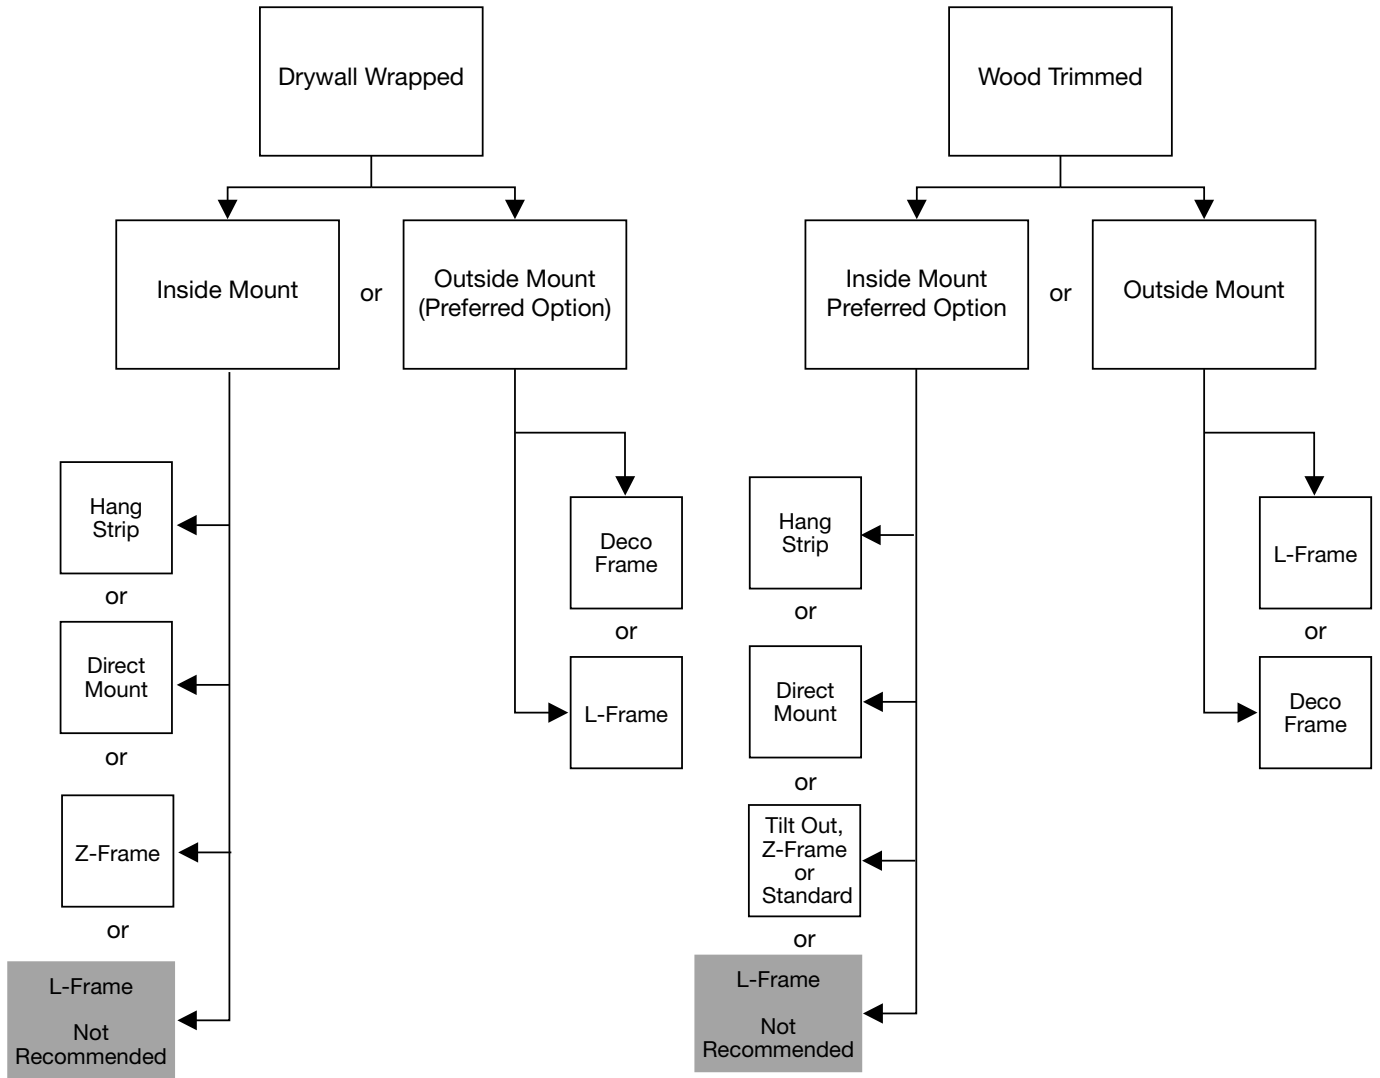 Drywall Wrapped
Inside Mount
or
Outside Mount
(Preferred Option)
Hang
Strip
or
Direct
Mount
or
Z-Frame
or
L-Frame
Not
Recommended
Deco
Frame
or
L-Frame
Wood Trimmed
Inside Mount
Preferred Option
or
Outside Mount
Hang
Strip
or
Direct
Mount
or
Tilt Out,
Z-Frame
or
Standard
or
L-Frame
Not
Recommended
L-Frame
or
Deco
Frame